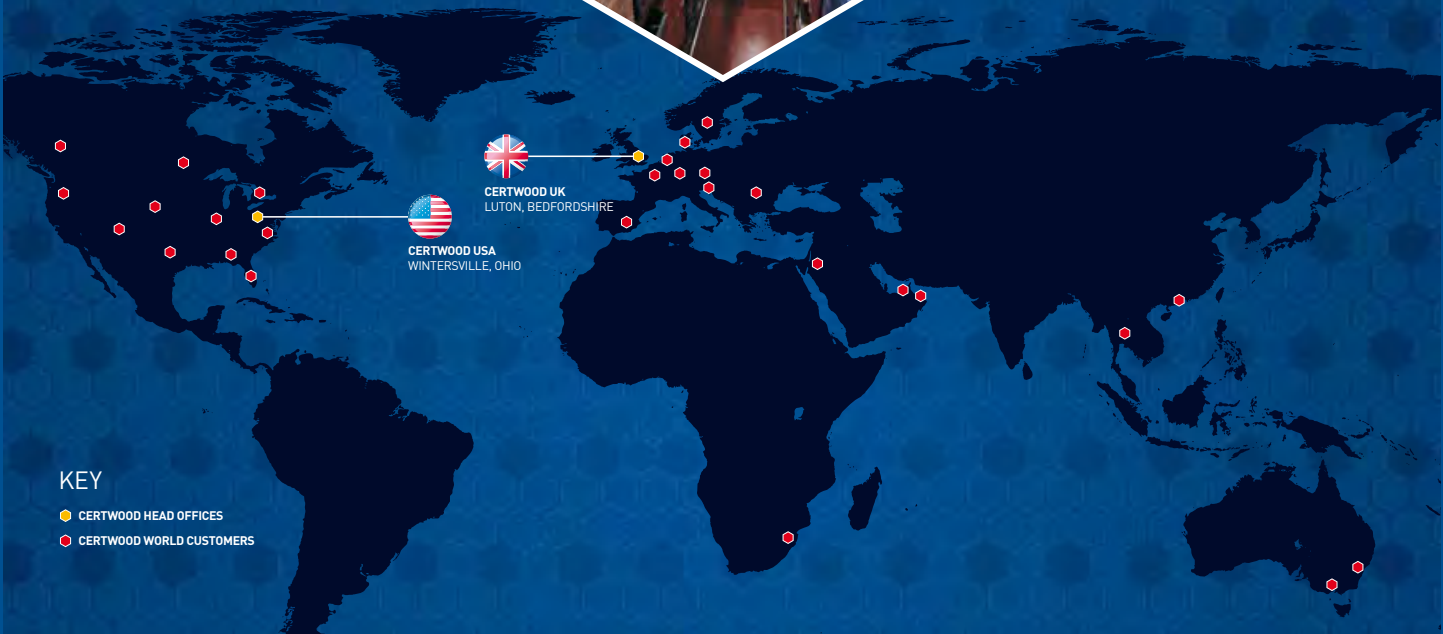 CERTWOOD UK
LUTON, BEDFORDSHIRE
CERTWOOD USA
WINTERSVILLE, OHIO
KEY
CERTWOOD HEAD OFFICES
CERTWOOD WORLD CUSTOMERS